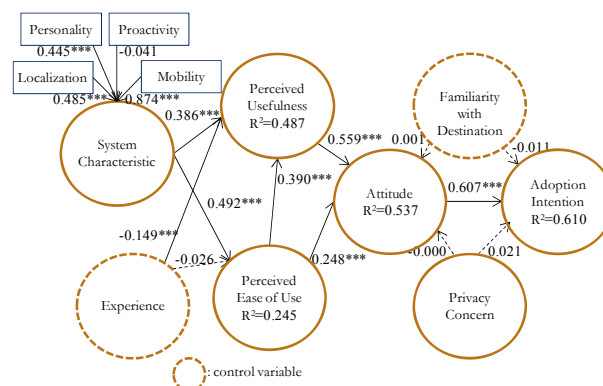 Personality
Proactivity
0.445***
-0.041
Localization
Mobility
0.485***
0.874***
0.386***
System
Characteristic
Perceived
Usefulness
R²=0.487
Familiarity
with
Destination
0.559***
0.001
-0.011
0.390***
0.492***
Attitude
R²=0.537
0.607***
Adoption
Intention
R²=0.610
-0.149***
-0.026
0.248***
-0.000
0.021
Experience
Perceived
Ease of Use
R²=0.245
Privacy
Concern
: control variable